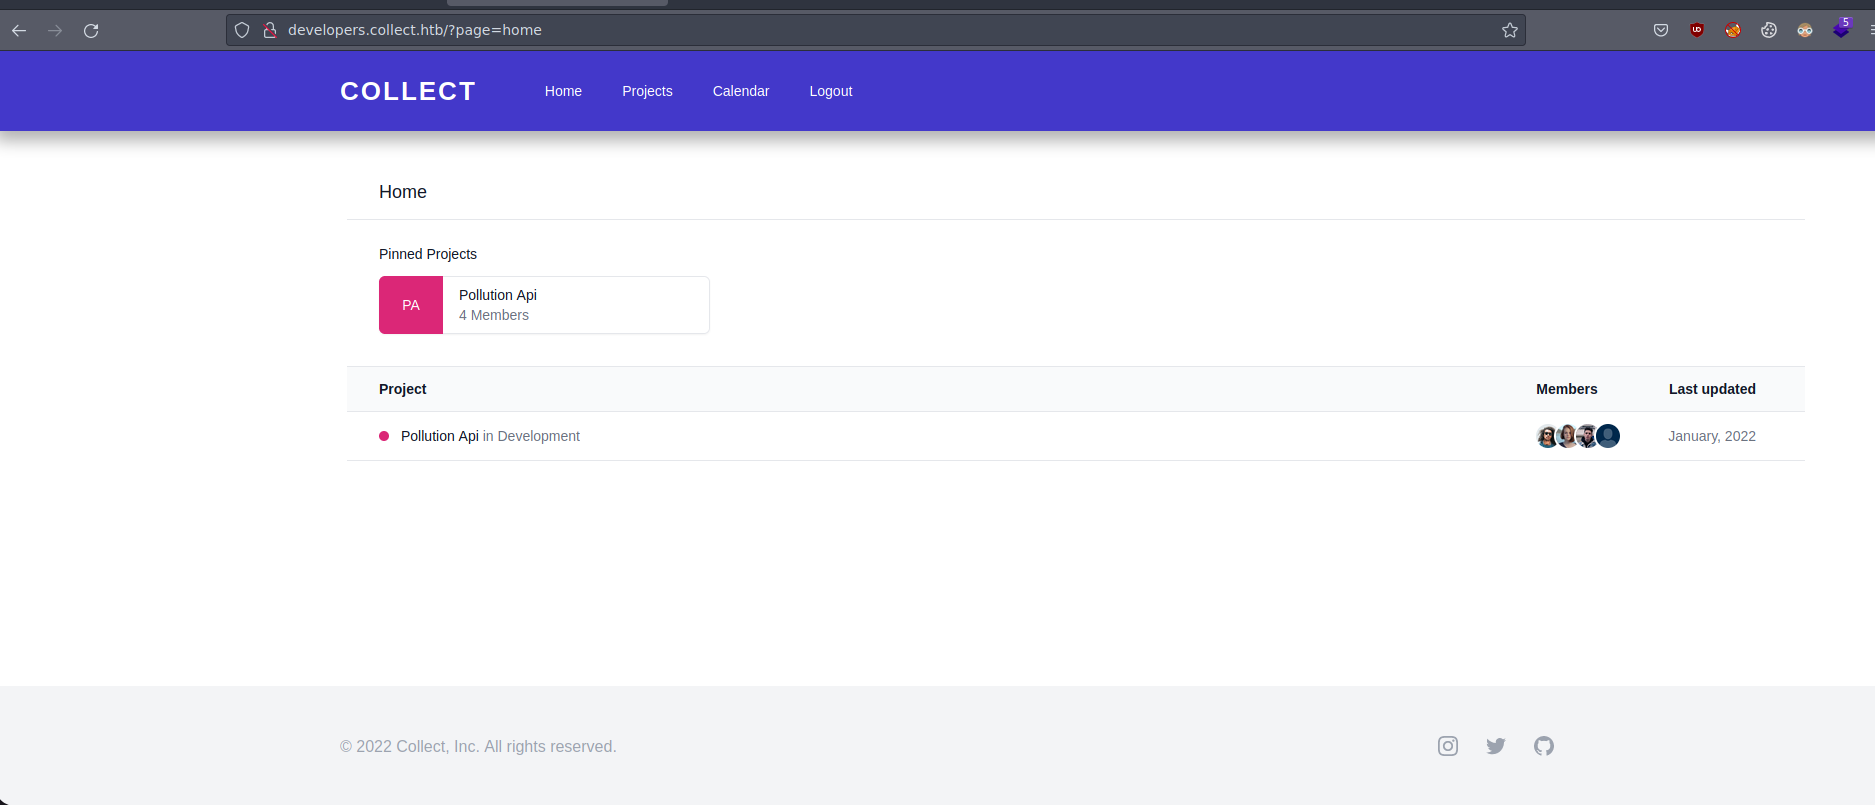 developers.collect.htb/?page=home
5
COLLECT Home Projects Calendar Logout
Home
Pinned Projects
PA
Pollution Api
4 Members
Project Members Last updated
Pollution Api in Development January, 2022
© 2022 Collect, Inc. All rights reserved.